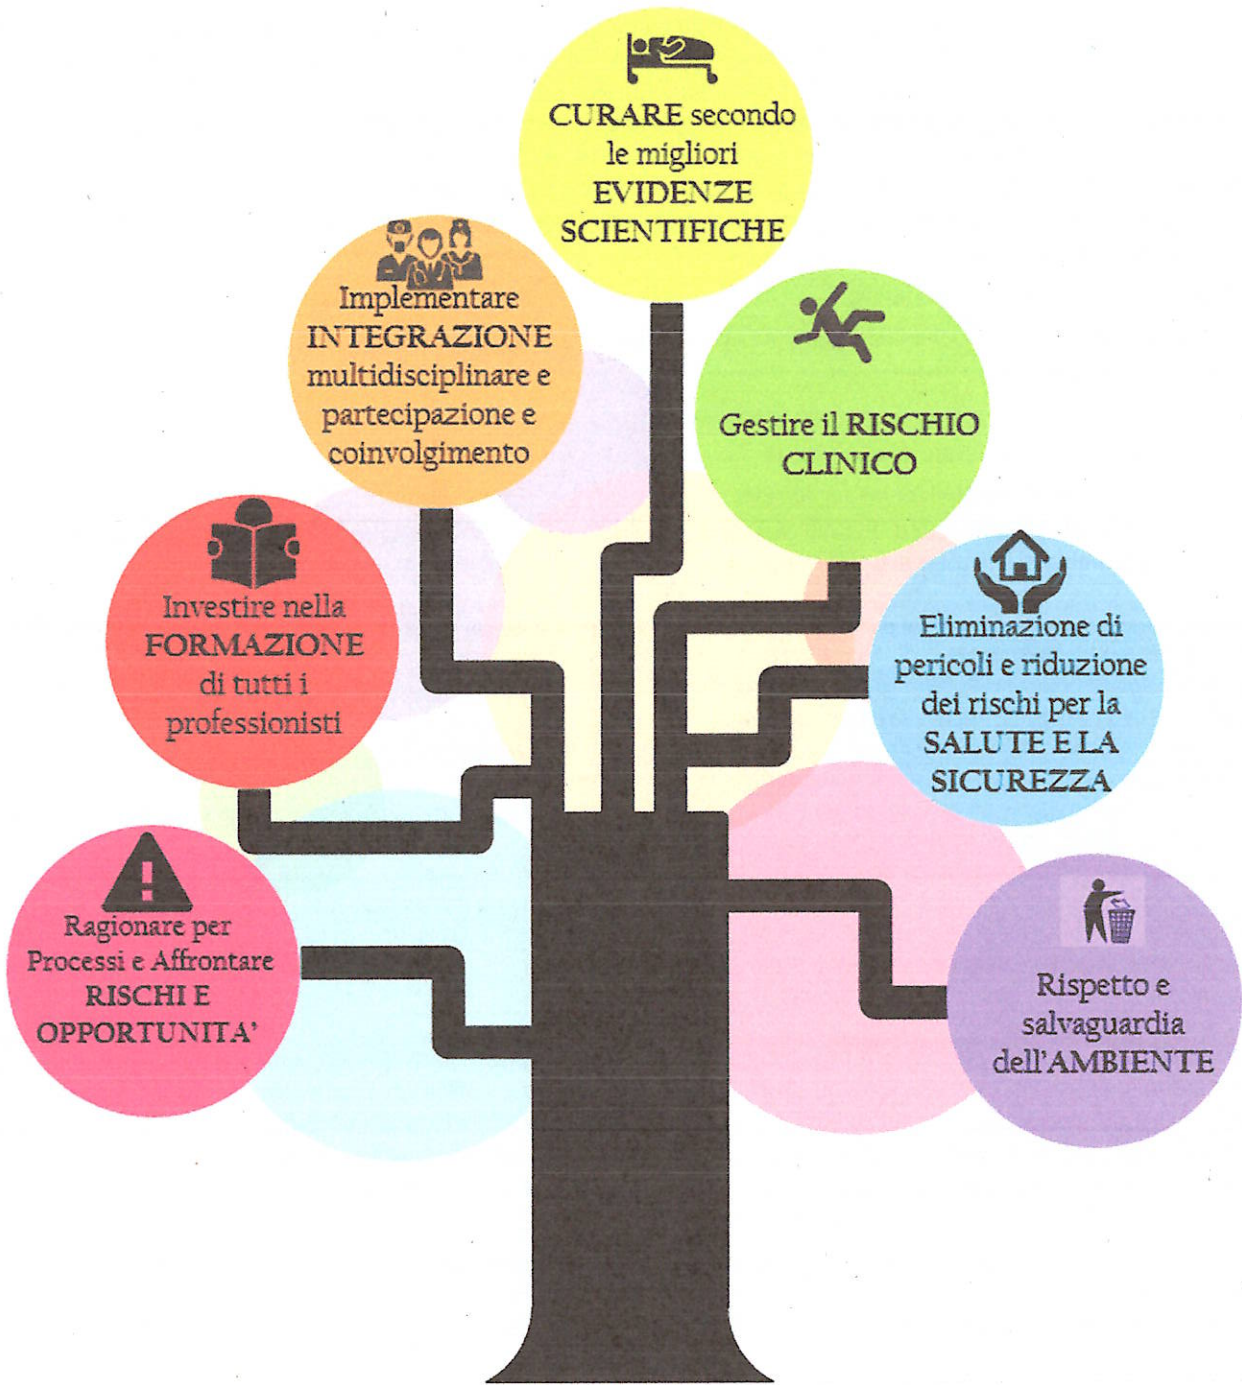 CURARE secondo
le migliori
EVIDENZE
SCIENTIFICHE
Implementare
INTEGRAZIONE
multidisciplinare e
partecipazione e
coinvolgimento
Gestire il RISCHIO
CLINICO
Investire nella
FORMAZIONE
di tutti i
professionisti
Eliminazione di
pericoli e riduzione
dei rischi per la
SALUTE E LA
SICUREZZA
Ragionare per
Processi e Affrontare
RISCHI E
OPPORTUNITA'
Rispetto e
salvaguardia
dell'AMBIENTE